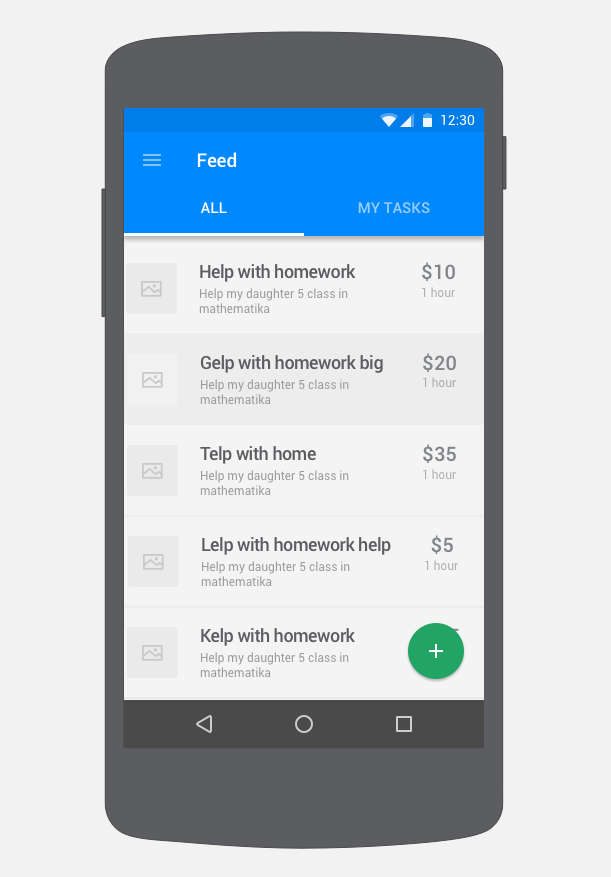 12:30
Feed
ALL
MY TASKS
Help with homework
$10
Help my daughter 5 class in
mathematika
1 hour
Gelp with homework big
$20
Help my daughter 5 class in
mathematika
1 hour
Telp with home
$35
Help my daughter 5 class in
mathematika
1 hour
Lelp with homework help
$5
Help my daughter 5 class in
mathematika
1 hour
Kelp with homework
Help my daughter 5 class in
mathematika